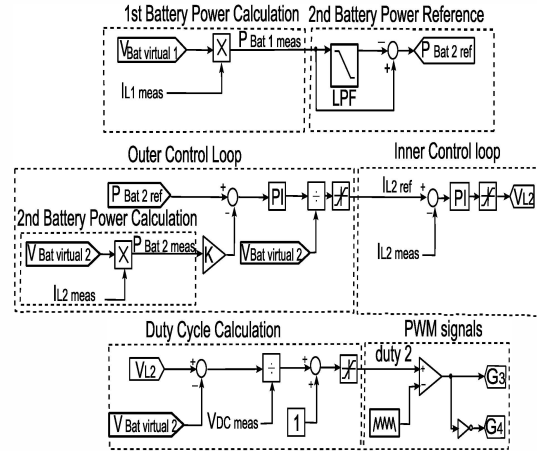 1st Battery Power Calculation
2nd Battery Power Reference
V Bat virtual 1
X
P Bat 1 meas
IL1 meas
LPF
P Bat 2 ref
Outer Control Loop
Inner Control loop
P Bat 2 ref
PI
÷
IL2 ref
PI
VL2
2nd Battery Power Calculation
V Bat virtual 2
X
P Bat 2 meas
K
V Bat virtual 2
IL2 meas
IL2 meas
Duty Cycle Calculation
PWM signals
VL2
÷
duty 2
G3
V Bat virtual 2
VDC meas
1
G4